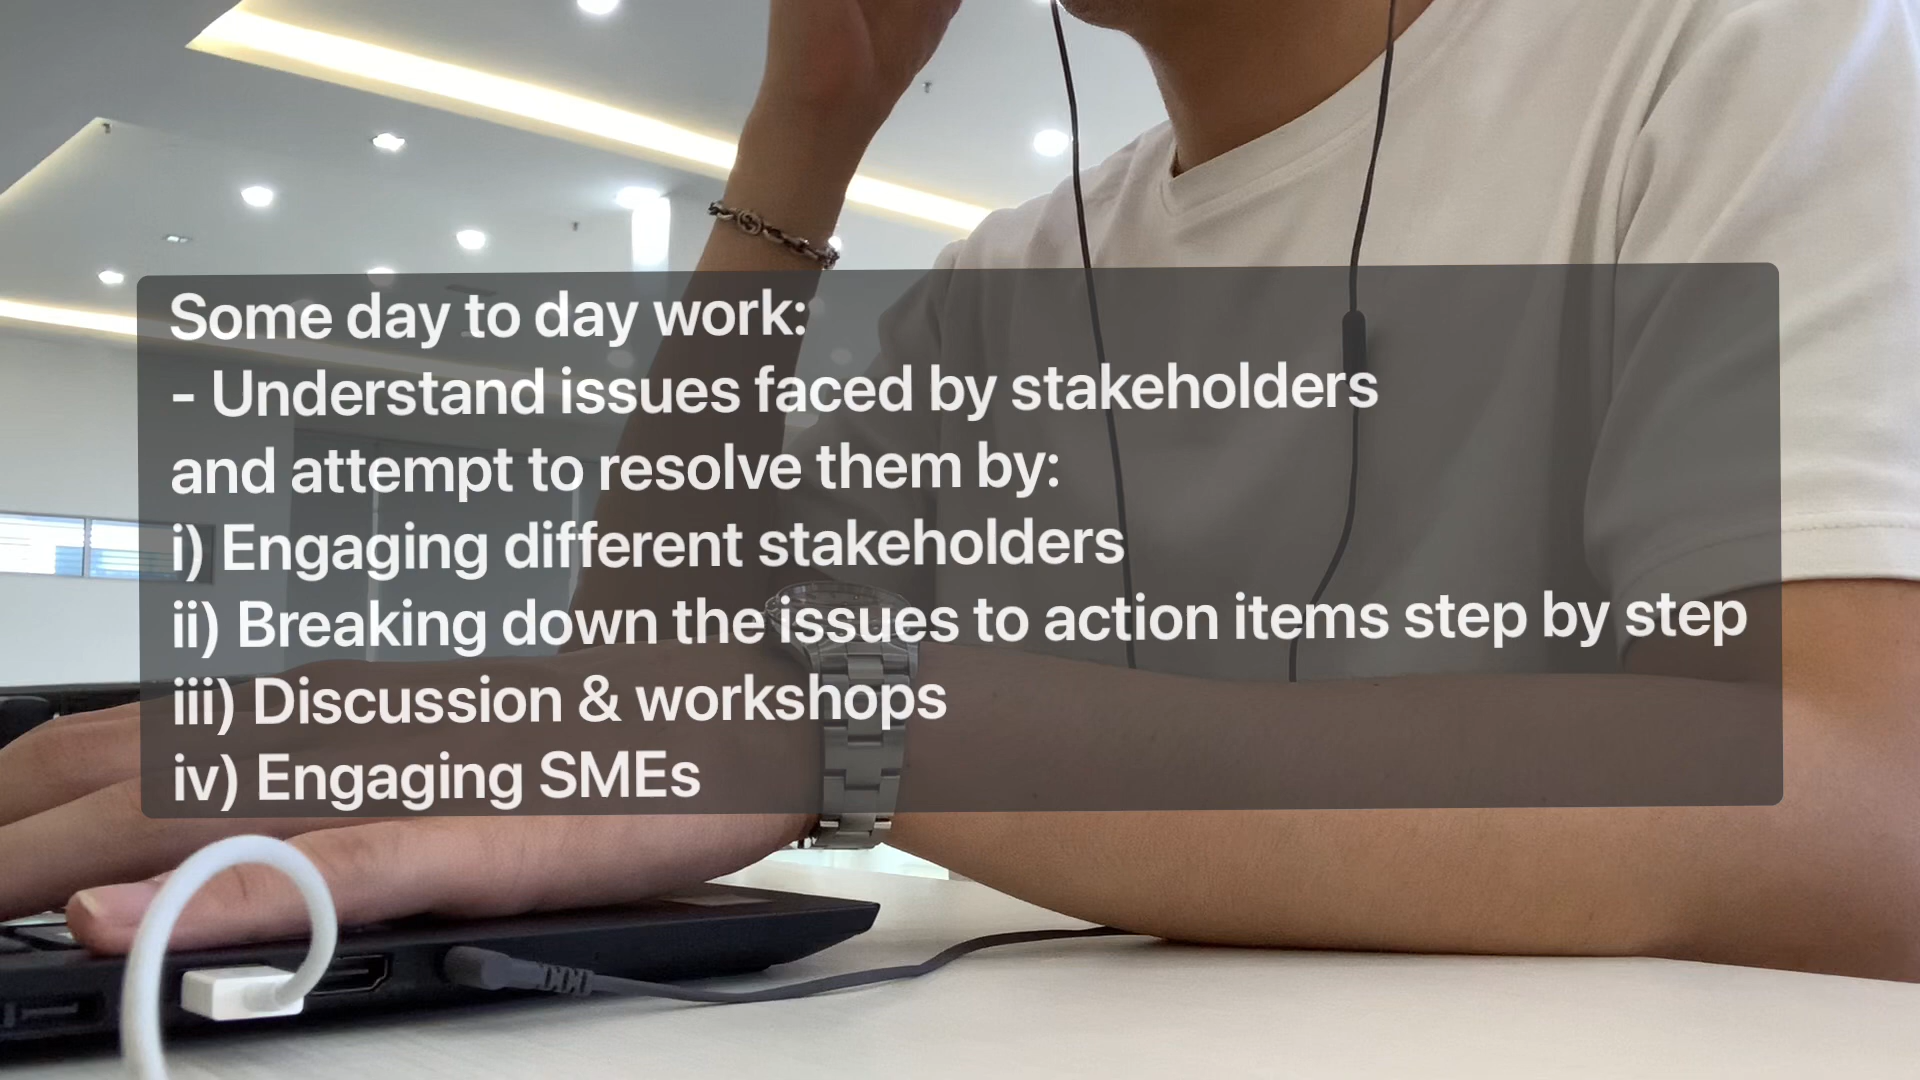 Some day to day work:
- Understand issues faced by stakeholders
and attempt to resolve them by:
i) Engaging different stakeholders
ii) Breaking down the issues to action items step by step
iii) Discussion & workshops
iv) Engaging SMEs